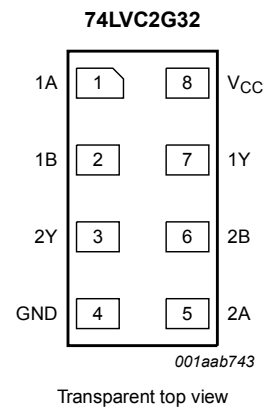 74LVC2G32
1A 1 8 VCC
1B 2 7 1Y
2Y 3 6 2B
GND 4 5 2A
001aab743
Transparent top view